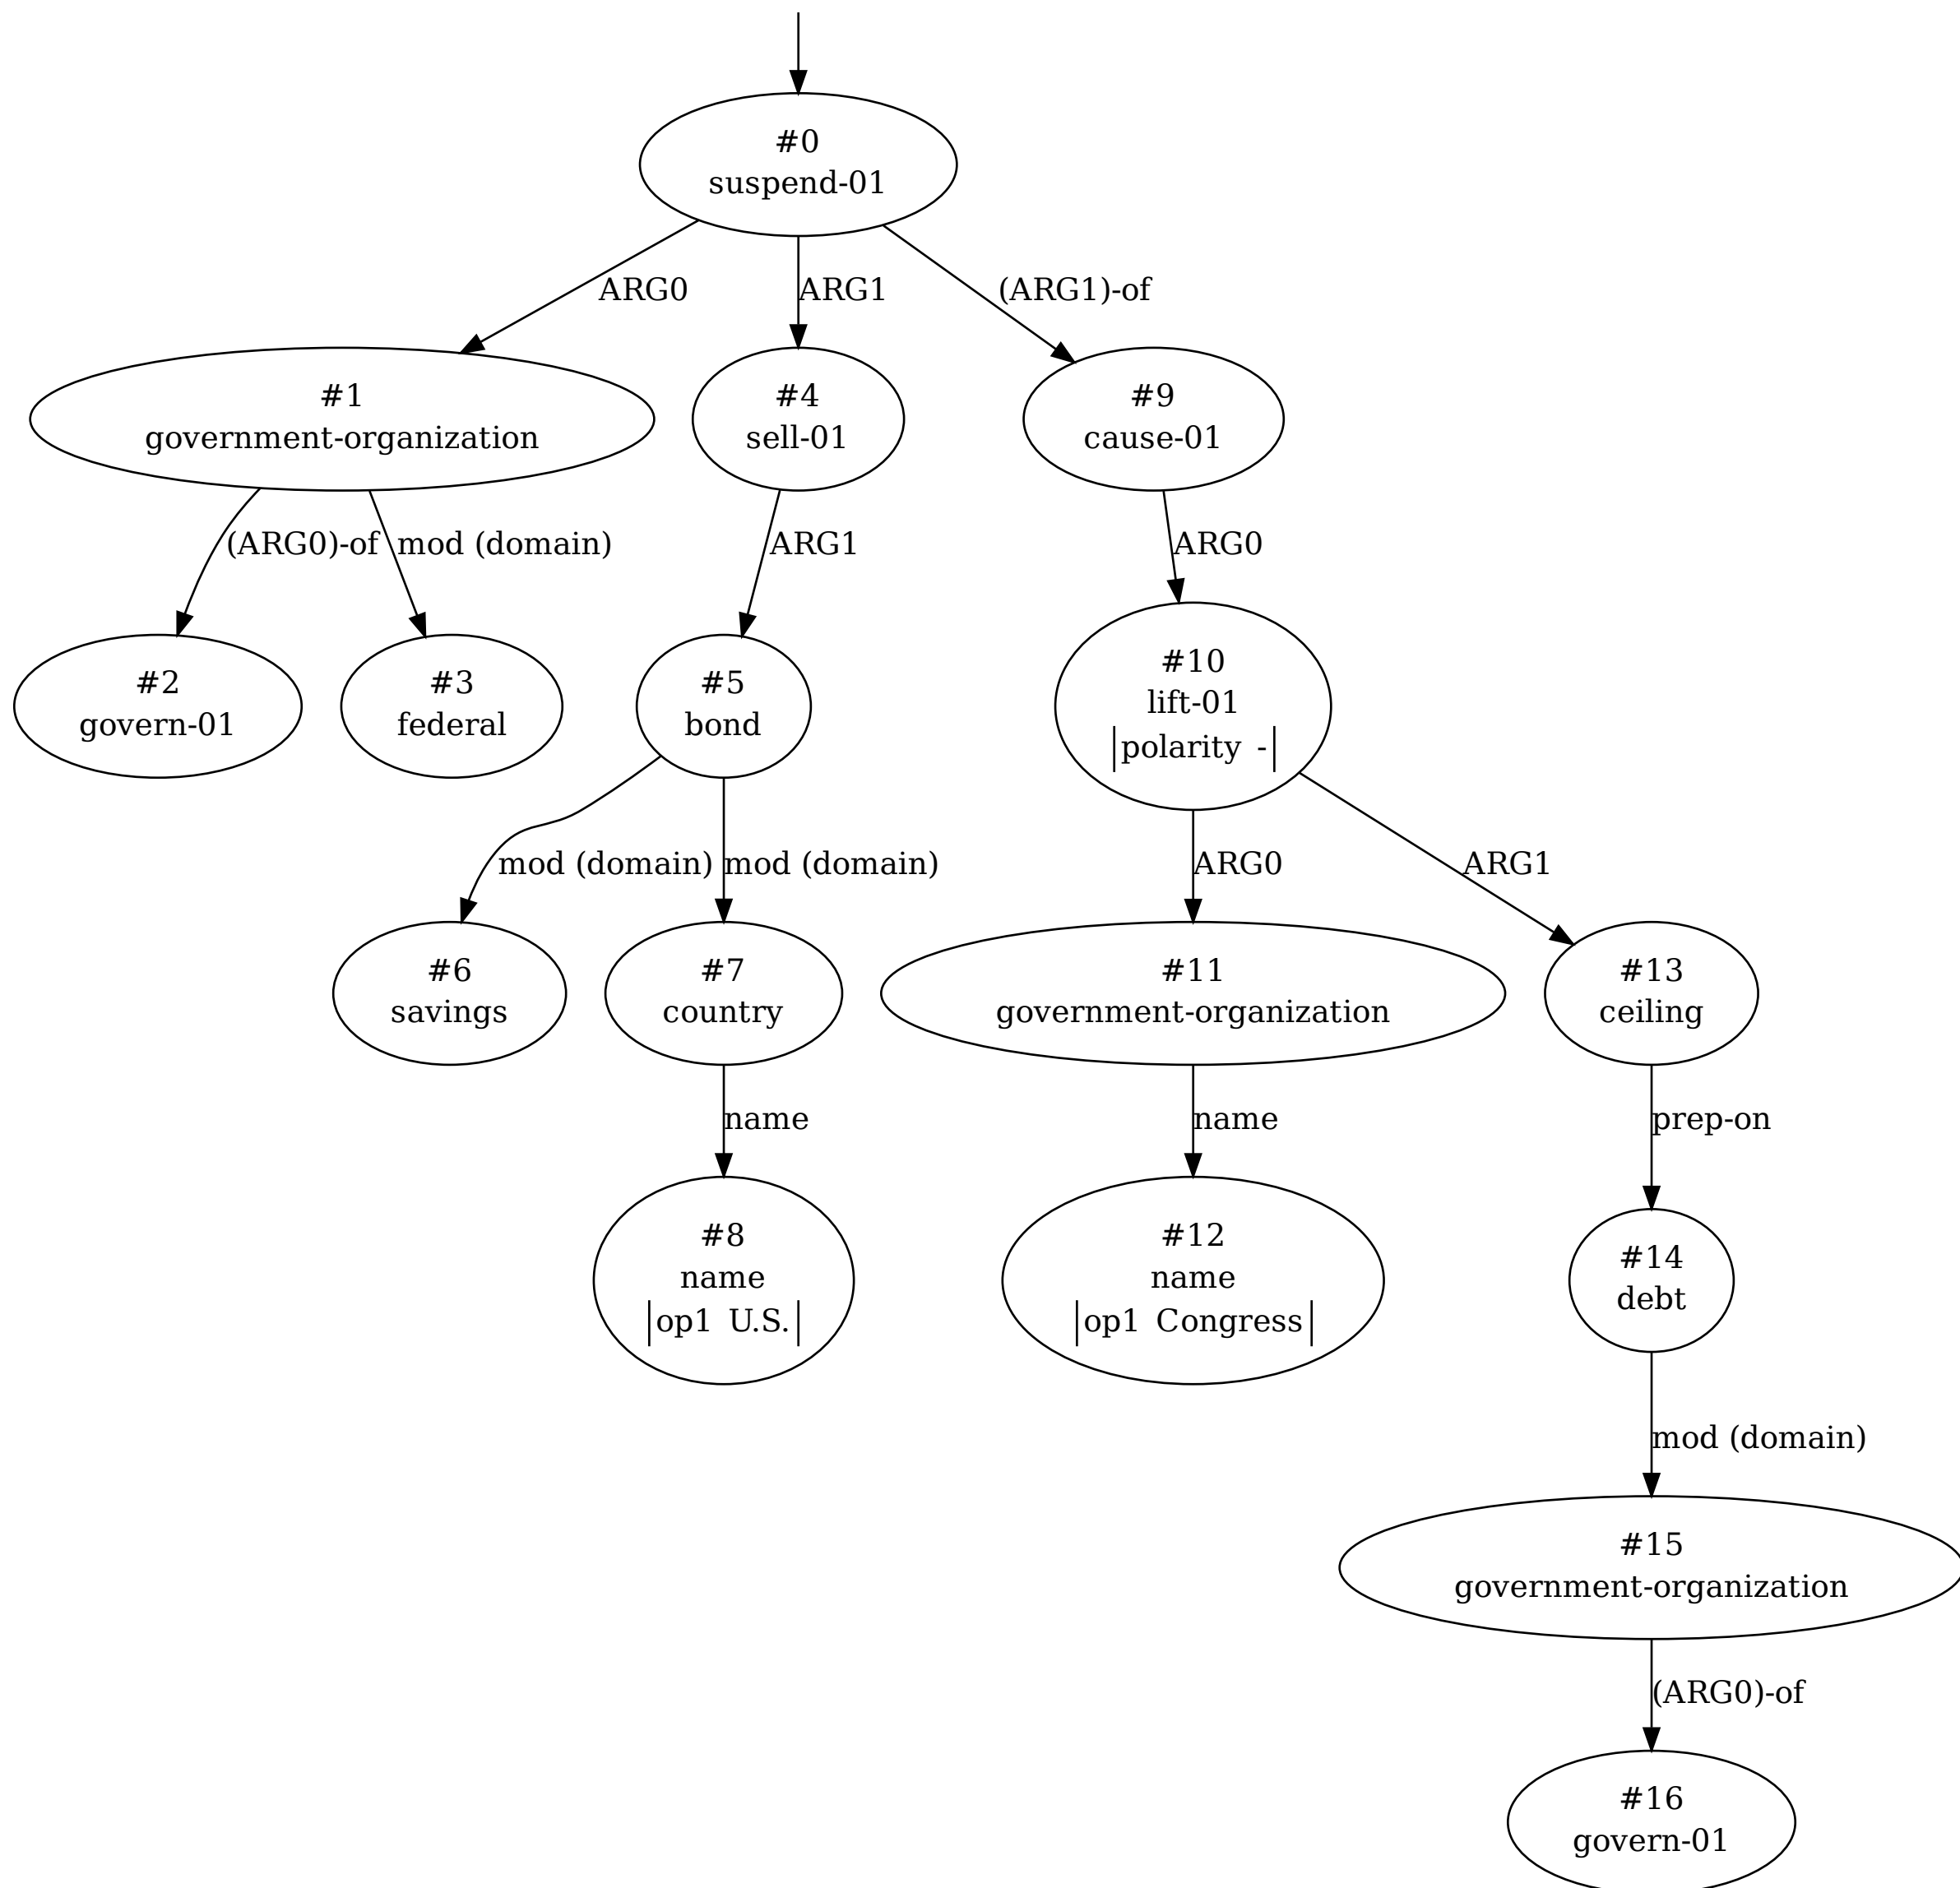 #0
suspend-01
ARG0
ARG1
(ARG1)-of
#1
government-organization
#4
sell-01
#9
cause-01
(ARG0)-of
mod (domain)
ARG1
ARG0
#2
govern-01
#3
federal
#5
bond
#10
lift-01
|polarity -|
mod (domain)
mod (domain)
ARG0
ARG1
#6
savings
#7
country
#11
government-organization
#13
ceiling
name
name
prep-on
#8
name
|op1 U.S.|
#12
name
|op1 Congress|
#14
debt
mod (domain)
#15
government-organization
(ARG0)-of
#16
govern-01